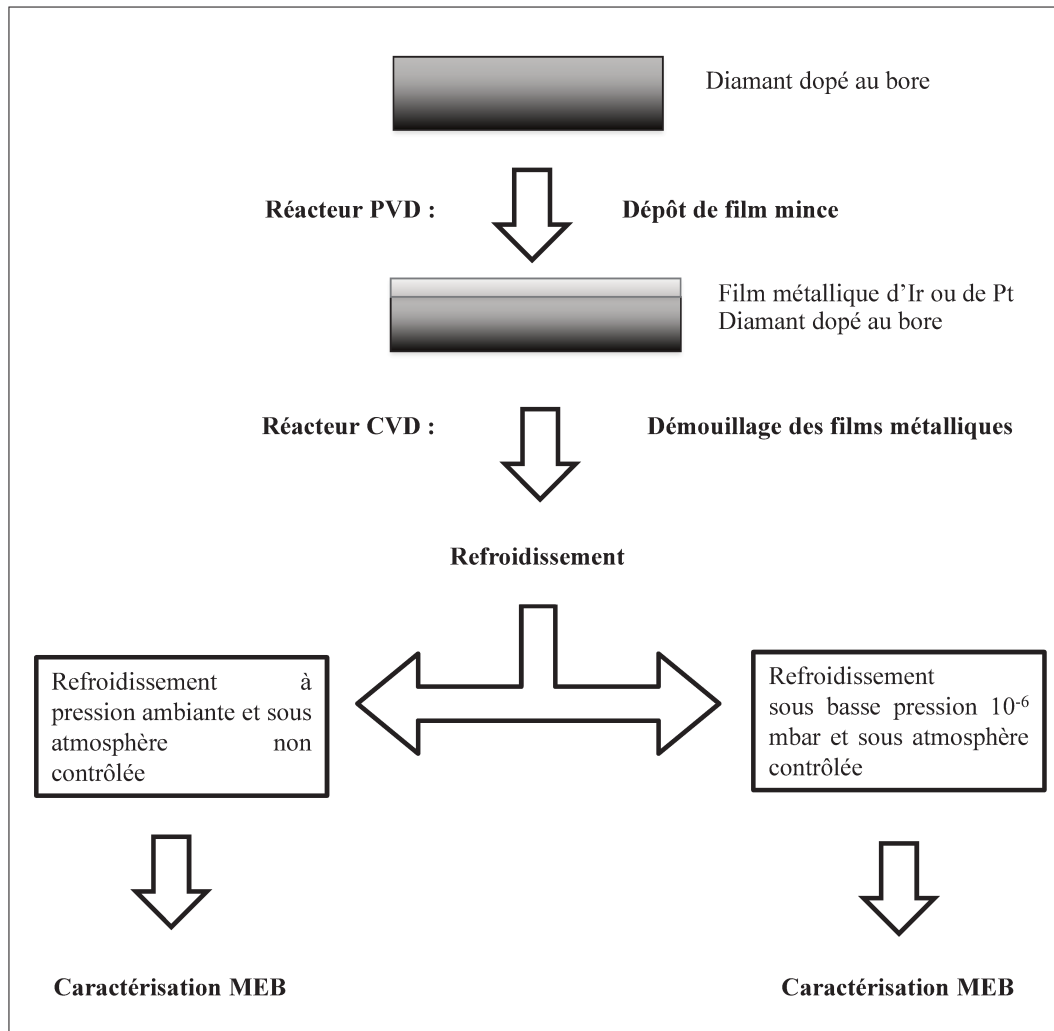 Diamant dopé au bore
Réacteur PVD : Dépôt de film mince
Film métallique d’Ir ou de Pt
Diamant dopé au bore
Réacteur CVD : Démouillage des films métalliques
Refroidissement
Refroidissement à
pression ambiante et sous
atmosphère non
contrôlée
Refroidissement
sous basse pression 10⁻⁶
mbar et sous atmosphère
contrôlée
Caractérisation MEB
Caractérisation MEB